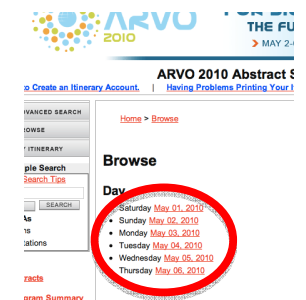 ARVO
2010
THE FU
> MAY 2-
ARVO 2010 Abstract S
to Create an Itinerary Account. | Having Problems Printing Your I
VANCED SEARCH
OWSE
ITINERARY
ple Search
Search Tips
SEARCH
As
ns
tations
racts
gram Summary
Home > Browse
Browse
Day
Saturday May 01, 2010
Sunday May 02, 2010
Monday May 03, 2010
Tuesday May 04, 2010
Wednesday May 05, 2010
Thursday May 06, 2010